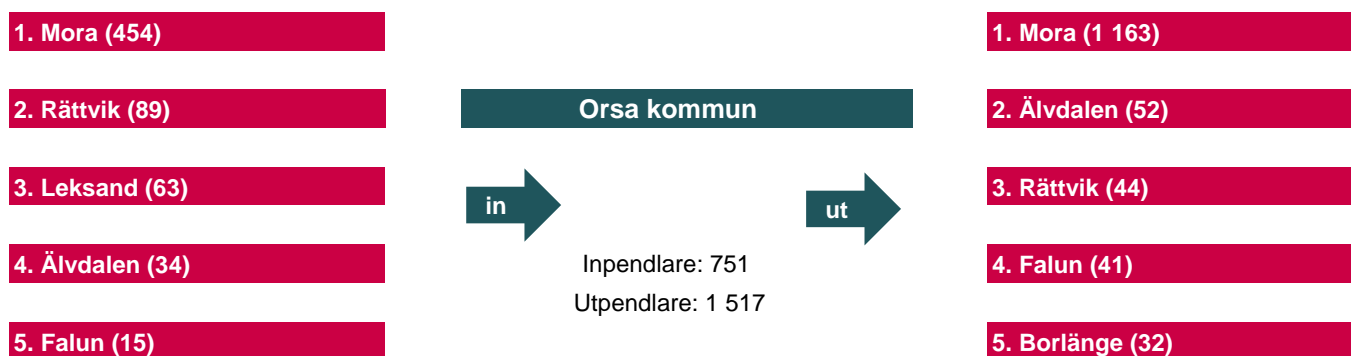 1. Mora (454)
2. Rättvik (89)
3. Leksand (63)
4. Älvdalen (34)
5. Falun (15)
Orsa kommun
in
ut
Inpendlare: 751
Utpendlare: 1 517
1. Mora (1 163)
2. Älvdalen (52)
3. Rättvik (44)
4. Falun (41)
5. Borlänge (32)